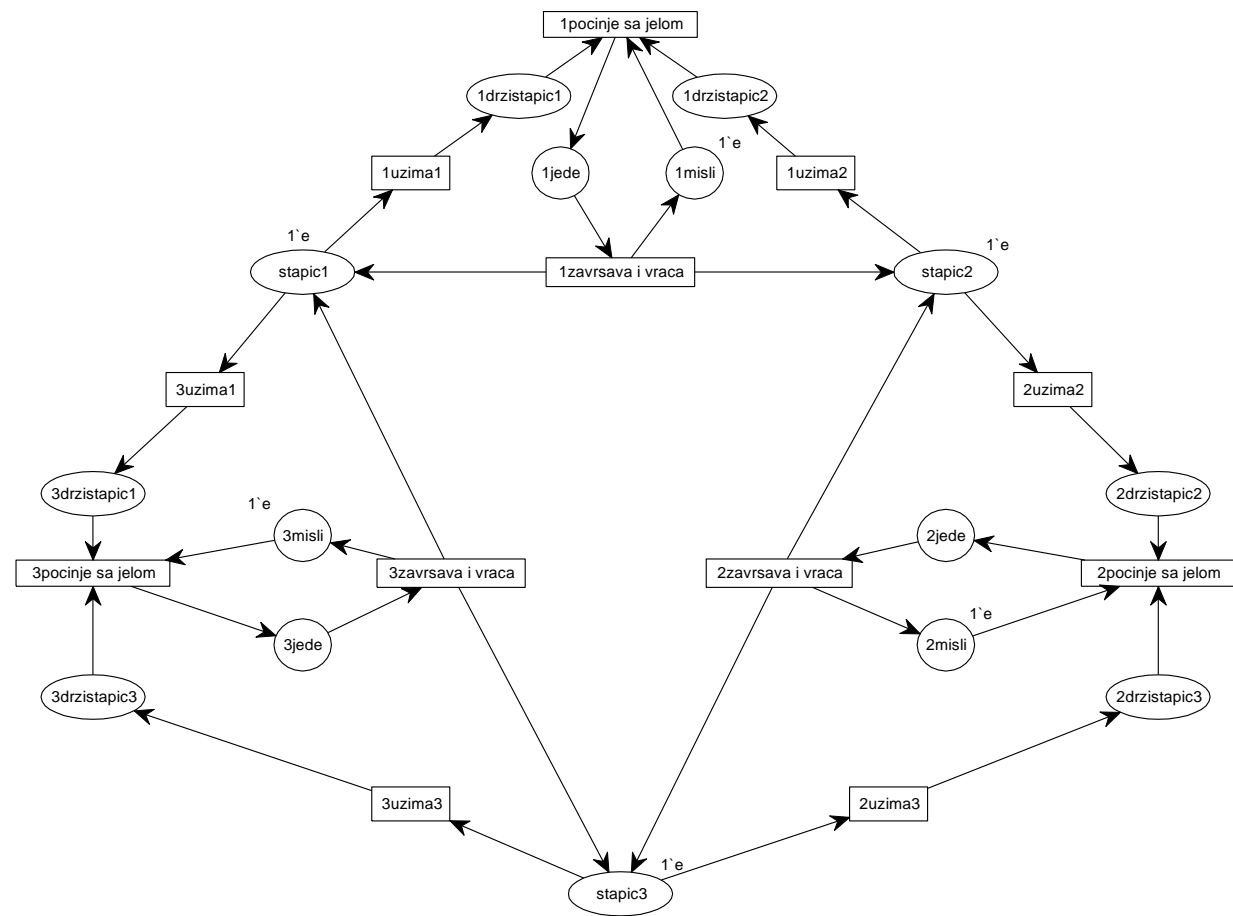 1pocinje sa jelom
1drzistapic1
1drzistapic2
1`e
1uzima1
1jede
1misli
1uzima2
1`e
1`e
stapic1
1zavrsava i vraca
stapic2
3uzima1
2uzima2
3drzistapic1
2drzistapic2
1`e
3misli
2jede
3pocinje sa jelom
3zavrsava i vraca
2zavrsava i vraca
2pocinje sa jelom
1`e
3jede
2misli
3drzistapic3
2drzistapic3
3uzima3
2uzima3
1`e
stapic3